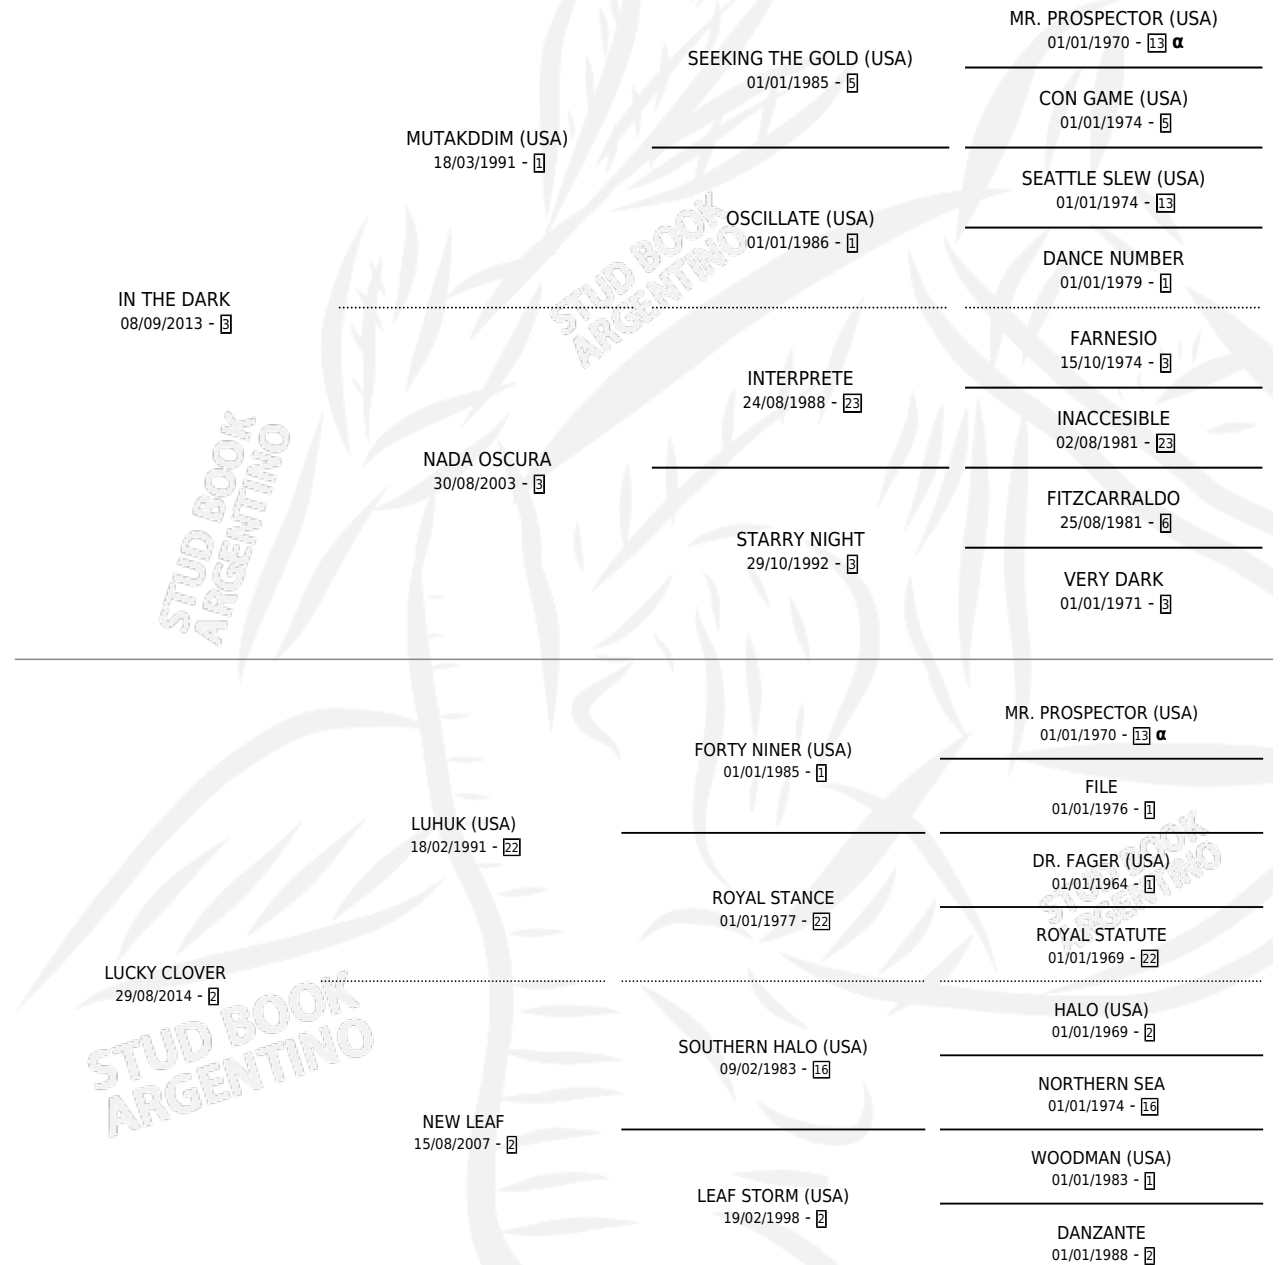 MR. PROSPECTOR (USA)
01/01/1970 - 13 α
SEEKING THE GOLD (USA)
01/01/1985 - 5
CON GAME (USA)
01/01/1974 - 5
MUTAKDDIM (USA)
18/03/1991 - 1
SEATTLE SLEW (USA)
01/01/1974 - 13
OSCILLATE (USA)
01/01/1986 - 1
DANCE NUMBER
01/01/1979 - 1
IN THE DARK
08/09/2013 - 3
FARNESIO
15/10/1974 - 3
INTERPRETE
24/08/1988 - 23
INACCESIBLE
02/08/1981 - 23
NADA OSCURA
30/08/2003 - 3
FITZCARRALDO
25/08/1981 - 6
STARRY NIGHT
29/10/1992 - 3
VERY DARK
01/01/1971 - 3
MR. PROSPECTOR (USA)
01/01/1970 - 13 α
FORTY NINER (USA)
01/01/1985 - 1
FILE
01/01/1976 - 1
LUHUK (USA)
18/02/1991 - 22
DR. FAGER (USA)
01/01/1964 - 1
ROYAL STANCE
01/01/1977 - 22
ROYAL STATUTE
01/01/1969 - 22
LUCKY CLOVER
29/08/2014 - 2
HALO (USA)
01/01/1969 - 2
SOUTHERN HALO (USA)
09/02/1983 - 16
NORTHERN SEA
01/01/1974 - 16
NEW LEAF
15/08/2007 - 2
WOODMAN (USA)
01/01/1983 - 1
LEAF STORM (USA)
19/02/1998 - 2
DANZANTE
01/01/1988 - 2
STUD BOOK
ARGENTINO
STUD BOOK
ARGENTINO
STUD BOOK
ARGENTINO
STUD BOOK
ARGENTINO